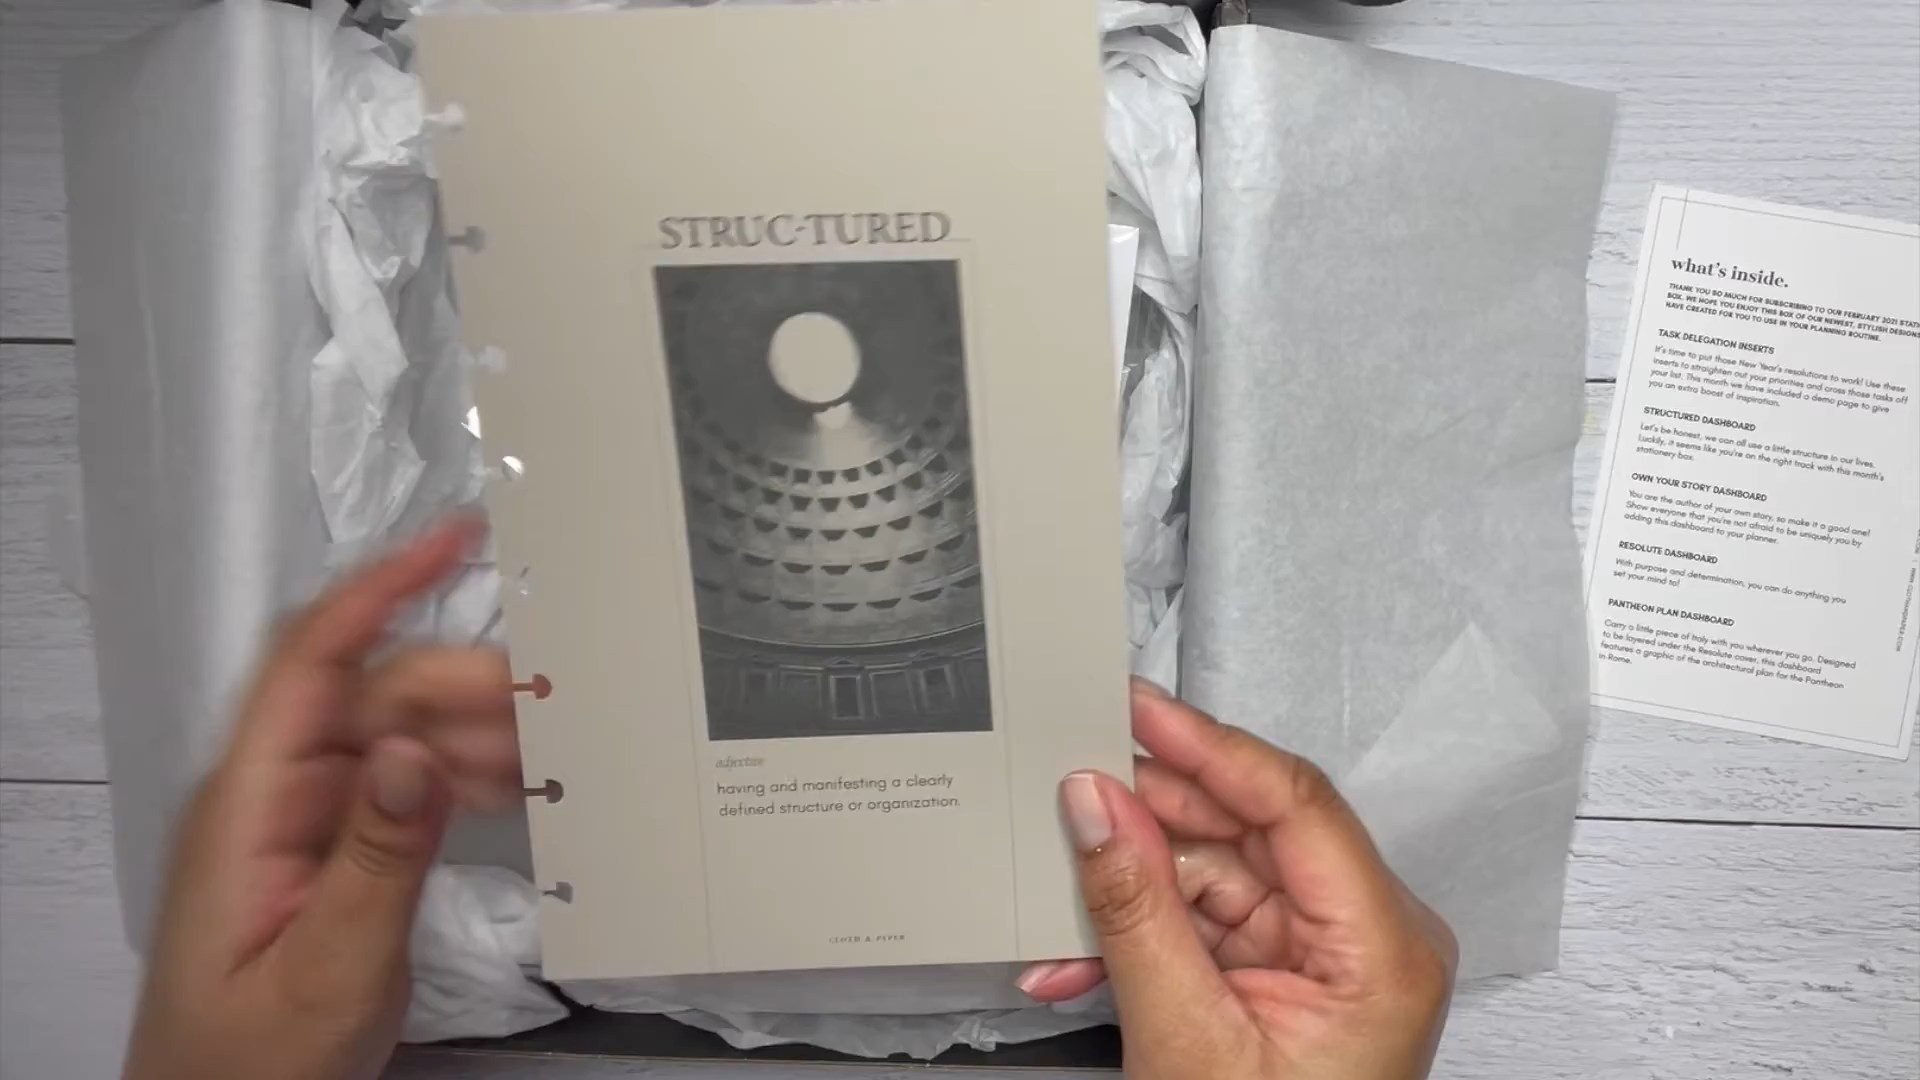 STRUC-TURED
adjective
having and manifesting a clearly
defined structure or organization.
CLOTH & PAPER
what's inside.
THANK YOU SO MUCH FOR SUBSCRIBING TO OUR FEBRUARY 2021
BOX. WE HOPE YOU ENJOY THIS BOX OF OUR NEWEST, STYLISH DESIGNS
HAVE CREATED FOR YOU TO USE IN YOUR PLANNING ROUTINE.
TASK DELEGATION INSERTS
It's time to put those New Year's resolutions to work! Use these
inserts to straighten out your priorities and cross those tasks off
your list. This month we have included a demo page to give
you an extra boost of inspiration.
STRUCTURED DASHBOARD
Let's be honest, we can all use a little structure in our lives.
Luckily, it seems like you're on the right track with this month's
stationery box.
OWN YOUR STORY DASHBOARD
You are the author of your own story, so make it a good one!
Show everyone that you're not afraid to be uniquely you by
adding this dashboard to your planner.
RESOLUTE DASHBOARD
With purpose and determination, you can do anything you
set your mind to!
PANTHEON PLAN DASHBOARD
Carry a little piece of Italy with you wherever you go. Designed
to be layered under the Resolute cover, this dashboard
features a graphic of the architectural plan for the Pantheon
in Rome.